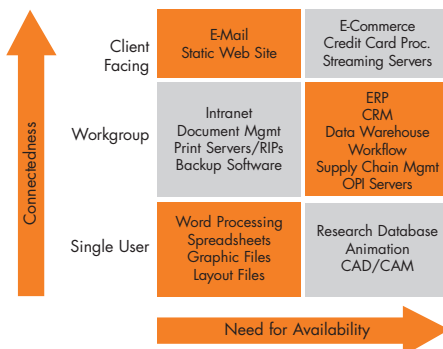 Connectedness
Client
Facing
E-Mail
Static Web Site
E-Commerce
Credit Card Proc.
Streaming Servers
Workgroup
Intranet
Document Mgmt
Print Servers/RIPs
Backup Software
ERP
CRM
Data Warehouse
Workflow
Supply Chain Mgmt
OPI Servers
Single User
Word Processing
Spreadsheets
Graphic Files
Layout Files
Research Database
Animation
CAD/CAM
Need for Availability